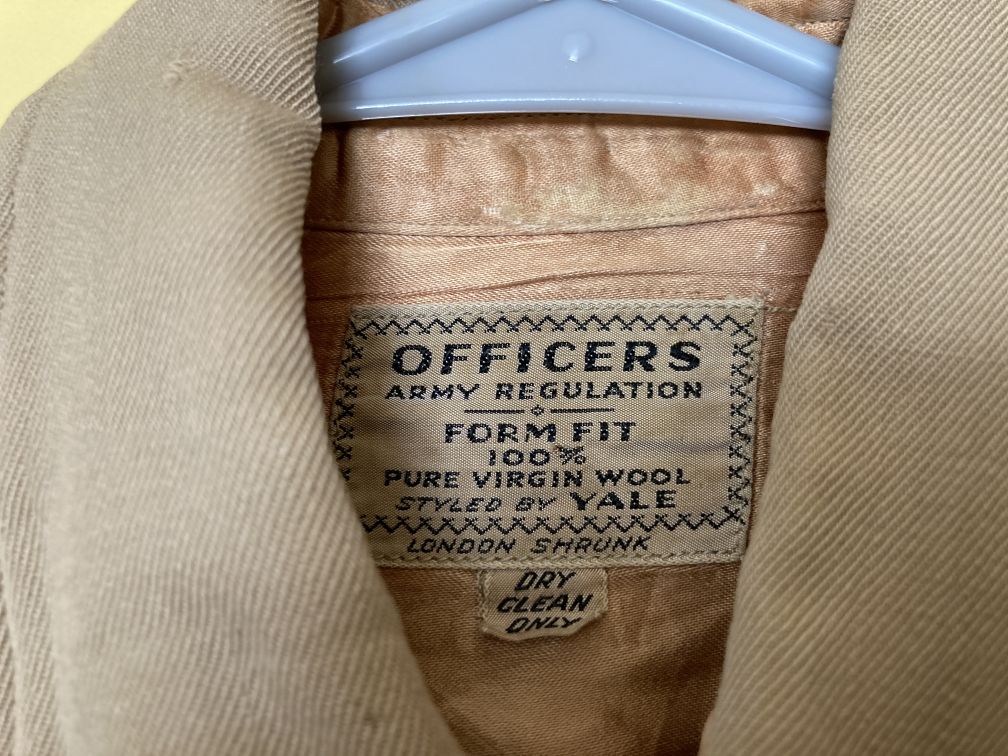 OFFICERS
ARMY REGULATION
FORM FIT
100%
PURE VIRGIN WOOL
STYLED BY YALE
LONDON SHRUNK
DRY
CLEAN
ONLY